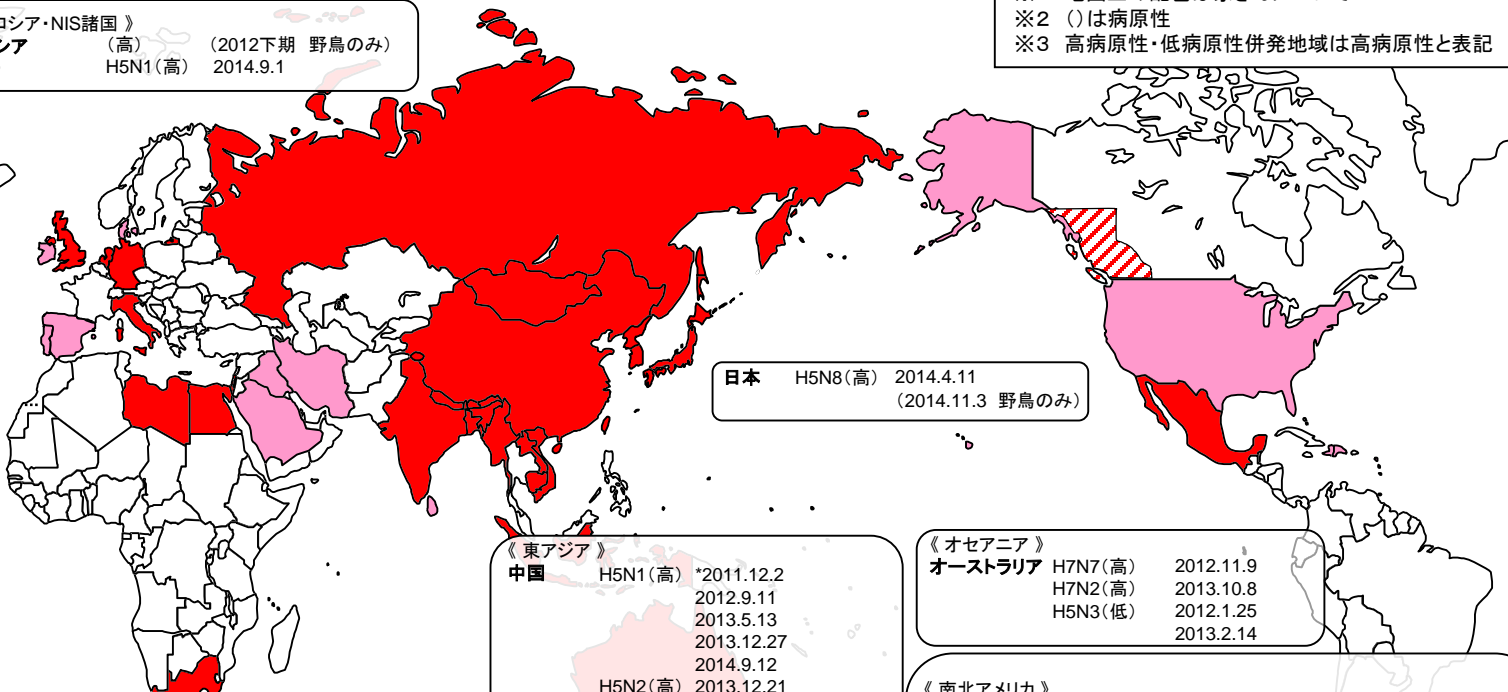 ロシア・NIS諸国 》
シア （高） （2012下期 野鳥のみ）
H5N1（高） 2014.9.1
※2 ()は病原性
※3 高病原性・低病原性併発地域は高病原性と表記
日本 H5N8（高） 2014.4.11
（2014.11.3 野鳥のみ）
《 東アジア 》
中国 H5N1（高） *2011.12.2
2012.9.11
2013.5.13
2013.12.27
2014.9.12
H5N2（高） 2013.12.21
《 オセアニア 》
オーストラリア H7N7（高） 2012.11.9
H7N2（高） 2013.10.8
H5N3（低） 2012.1.25
2013.2.14
《 南北アメリカ 》